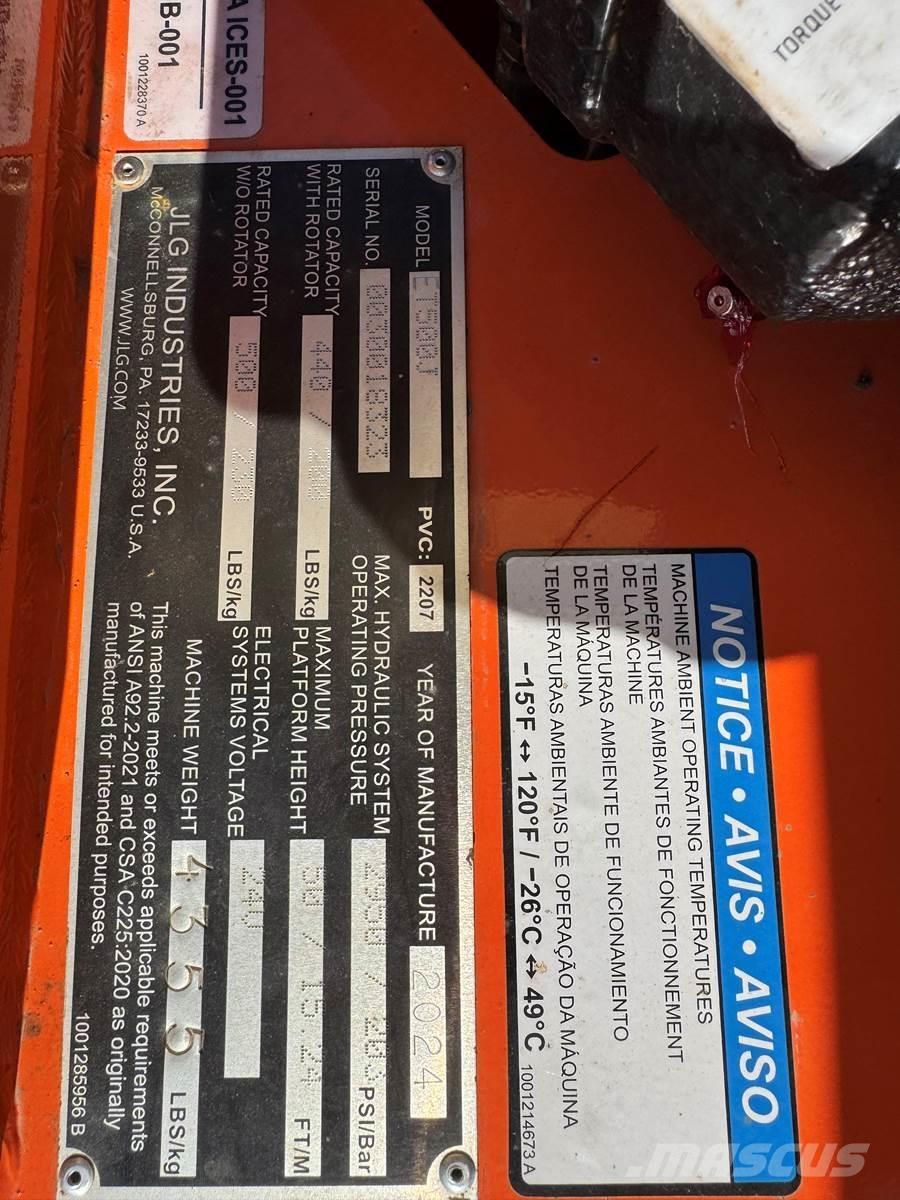 A ICES-001
B-001
1001228370 A
TORQUE
MODEL ET500J PVC: 2207 YEAR OF MANUFACTURE 2024
SERIAL NO. 0030018323
MAX. HYDRAULIC SYSTEM
OPERATING PRESSURE PSI/Bar
RATED CAPACITY
WITH ROTATOR 440 / 200 LBS/kg
MAXIMUM
PLATFORM HEIGHT 50 / 15.24 FT/M
RATED CAPACITY
W/O ROTATOR 500 / 230 LBS/kg
ELECTRICAL
SYSTEMS VOLTAGE 24V
MACHINE WEIGHT 4355 LBS/kg
JLG INDUSTRIES, INC.
McCONNELLSBURG, PA. 17233-9533 U.S.A.
WWW.JLG.COM
This machine meets or exceeds applicable requirements
of ANSI A92.2-2021 and CSA C225:2020 as originally
manufactured for intended purposes.
1001285956 B
NOTICE • AVIS • AVISO
MACHINE AMBIENT OPERATING TEMPERATURES
TEMPÉRATURES AMBIANTES DE FONCTIONNEMENT
DE LA MACHINE
TEMPERATURAS AMBIENTE DE FUNCIONAMIENTO
DE LA MÁQUINA
TEMPERATURAS AMBIENTAIS DE OPERAÇÃO DA MÁQUINA
-15°F ↔ 120°F / -26°C ↔ 49°C
1001214673 A
MASCUS